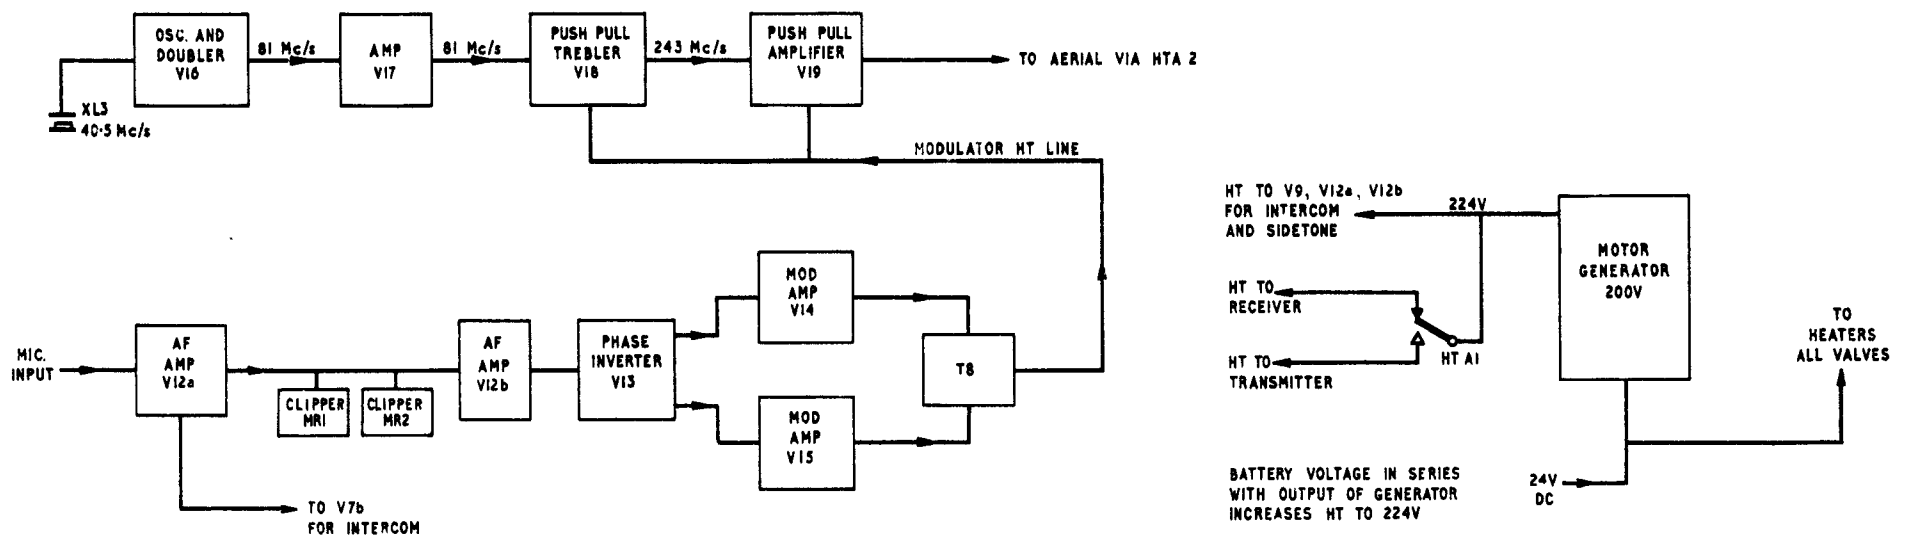 OSC. AND
DOUBLER
V16
81 Mc/s
AMP
V17
81 Mc/s
PUSH PULL
TREBLER
V18
243 Mc/s
PUSH PULL
AMPLIFIER
V19
TO AERIAL VIA HTA 2
XL3
40·5 Mc/s
MODULATOR HT LINE
MIC.
INPUT
AF
AMP
V12a
CLIPPER
MR1
CLIPPER
MR2
AF
AMP
V12b
PHASE
INVERTER
V13
MOD
AMP
V14
MOD
AMP
V15
T8
TO V7b
FOR INTERCOM
HT TO V9, V12a, V12b
FOR INTERCOM
AND SIDETONE
224V
MOTOR
GENERATOR
200V
HT TO
RECEIVER
HT TO
TRANSMITTER
HT A1
TO
HEATERS
ALL VALVES
24V
DC
BATTERY VOLTAGE IN SERIES
WITH OUTPUT OF GENERATOR
INCREASES HT TO 224V